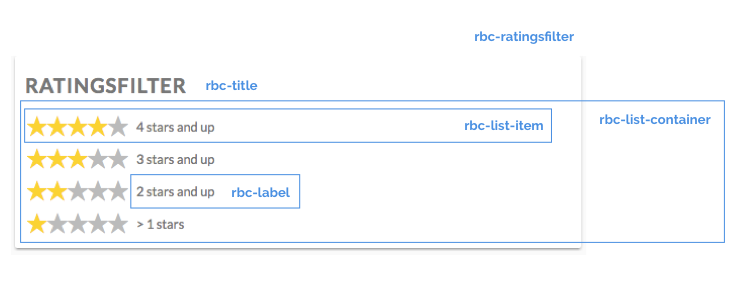 rbc-ratingsfilter
RATINGSFILTER rbc-title
4 stars and up rbc-list-item rbc-list-container
3 stars and up
2 stars and up rbc-label
> 1 stars